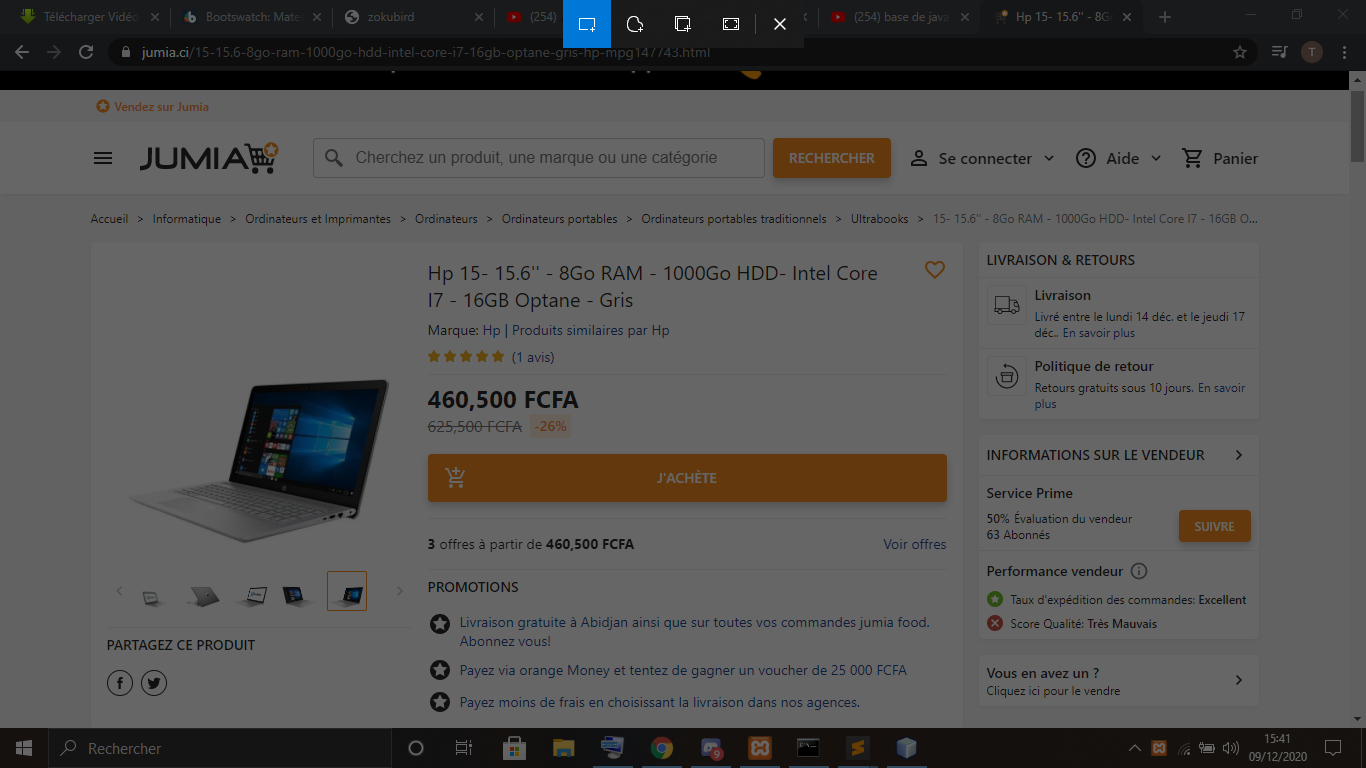 Télécharger Vidéo
Bootswatch: Mate
zokubird
(254)
(254) base de java
Hp 15- 15.6'' - 8G
jumia.ci/15-15.6-8go-ram-1000go-hdd-intel-core-i7-16gb-optane-gris-hp-mpg147743.html
T
Vendez sur Jumia
JUMIA
Cherchez un produit, une marque ou une catégorie
RECHERCHER
Se connecter
Aide
Panier
Accueil > Informatique > Ordinateurs et Imprimantes > Ordinateurs > Ordinateurs portables > Ordinateurs portables traditionnels > Ultrabooks > 15- 15.6'' - 8Go RAM - 1000Go HDD- Intel Core I7 - 16GB O...
Hp 15- 15.6'' - 8Go RAM - 1000Go HDD- Intel Core
I7 - 16GB Optane - Gris
Marque: Hp | Produits similaires par Hp
(1 avis)
460,500 FCFA
625,500 FCFA -26%
J'ACHÈTE
3 offres à partir de 460,500 FCFA
Voir offres
PROMOTIONS
Livraison gratuite à Abidjan ainsi que sur toutes vos commandes jumia food.
Abonnez vous!
Payez via orange Money et tentez de gagner un voucher de 25 000 FCFA
Payez moins de frais en choisissant la livraison dans nos agences.
PARTAGEZ CE PRODUIT
LIVRAISON & RETOURS
Livraison
Livré entre le lundi 14 déc. et le jeudi 17
déc.. En savoir plus
Politique de retour
Retours gratuits sous 10 jours. En savoir
plus
INFORMATIONS SUR LE VENDEUR
Service Prime
50% Évaluation du vendeur
63 Abonnés
SUIVRE
Performance vendeur
Taux d'expédition des commandes: Excellent
Score Qualité: Très Mauvais
Vous en avez un ?
Cliquez ici pour le vendre
Rechercher
9
15:41
09/12/2020